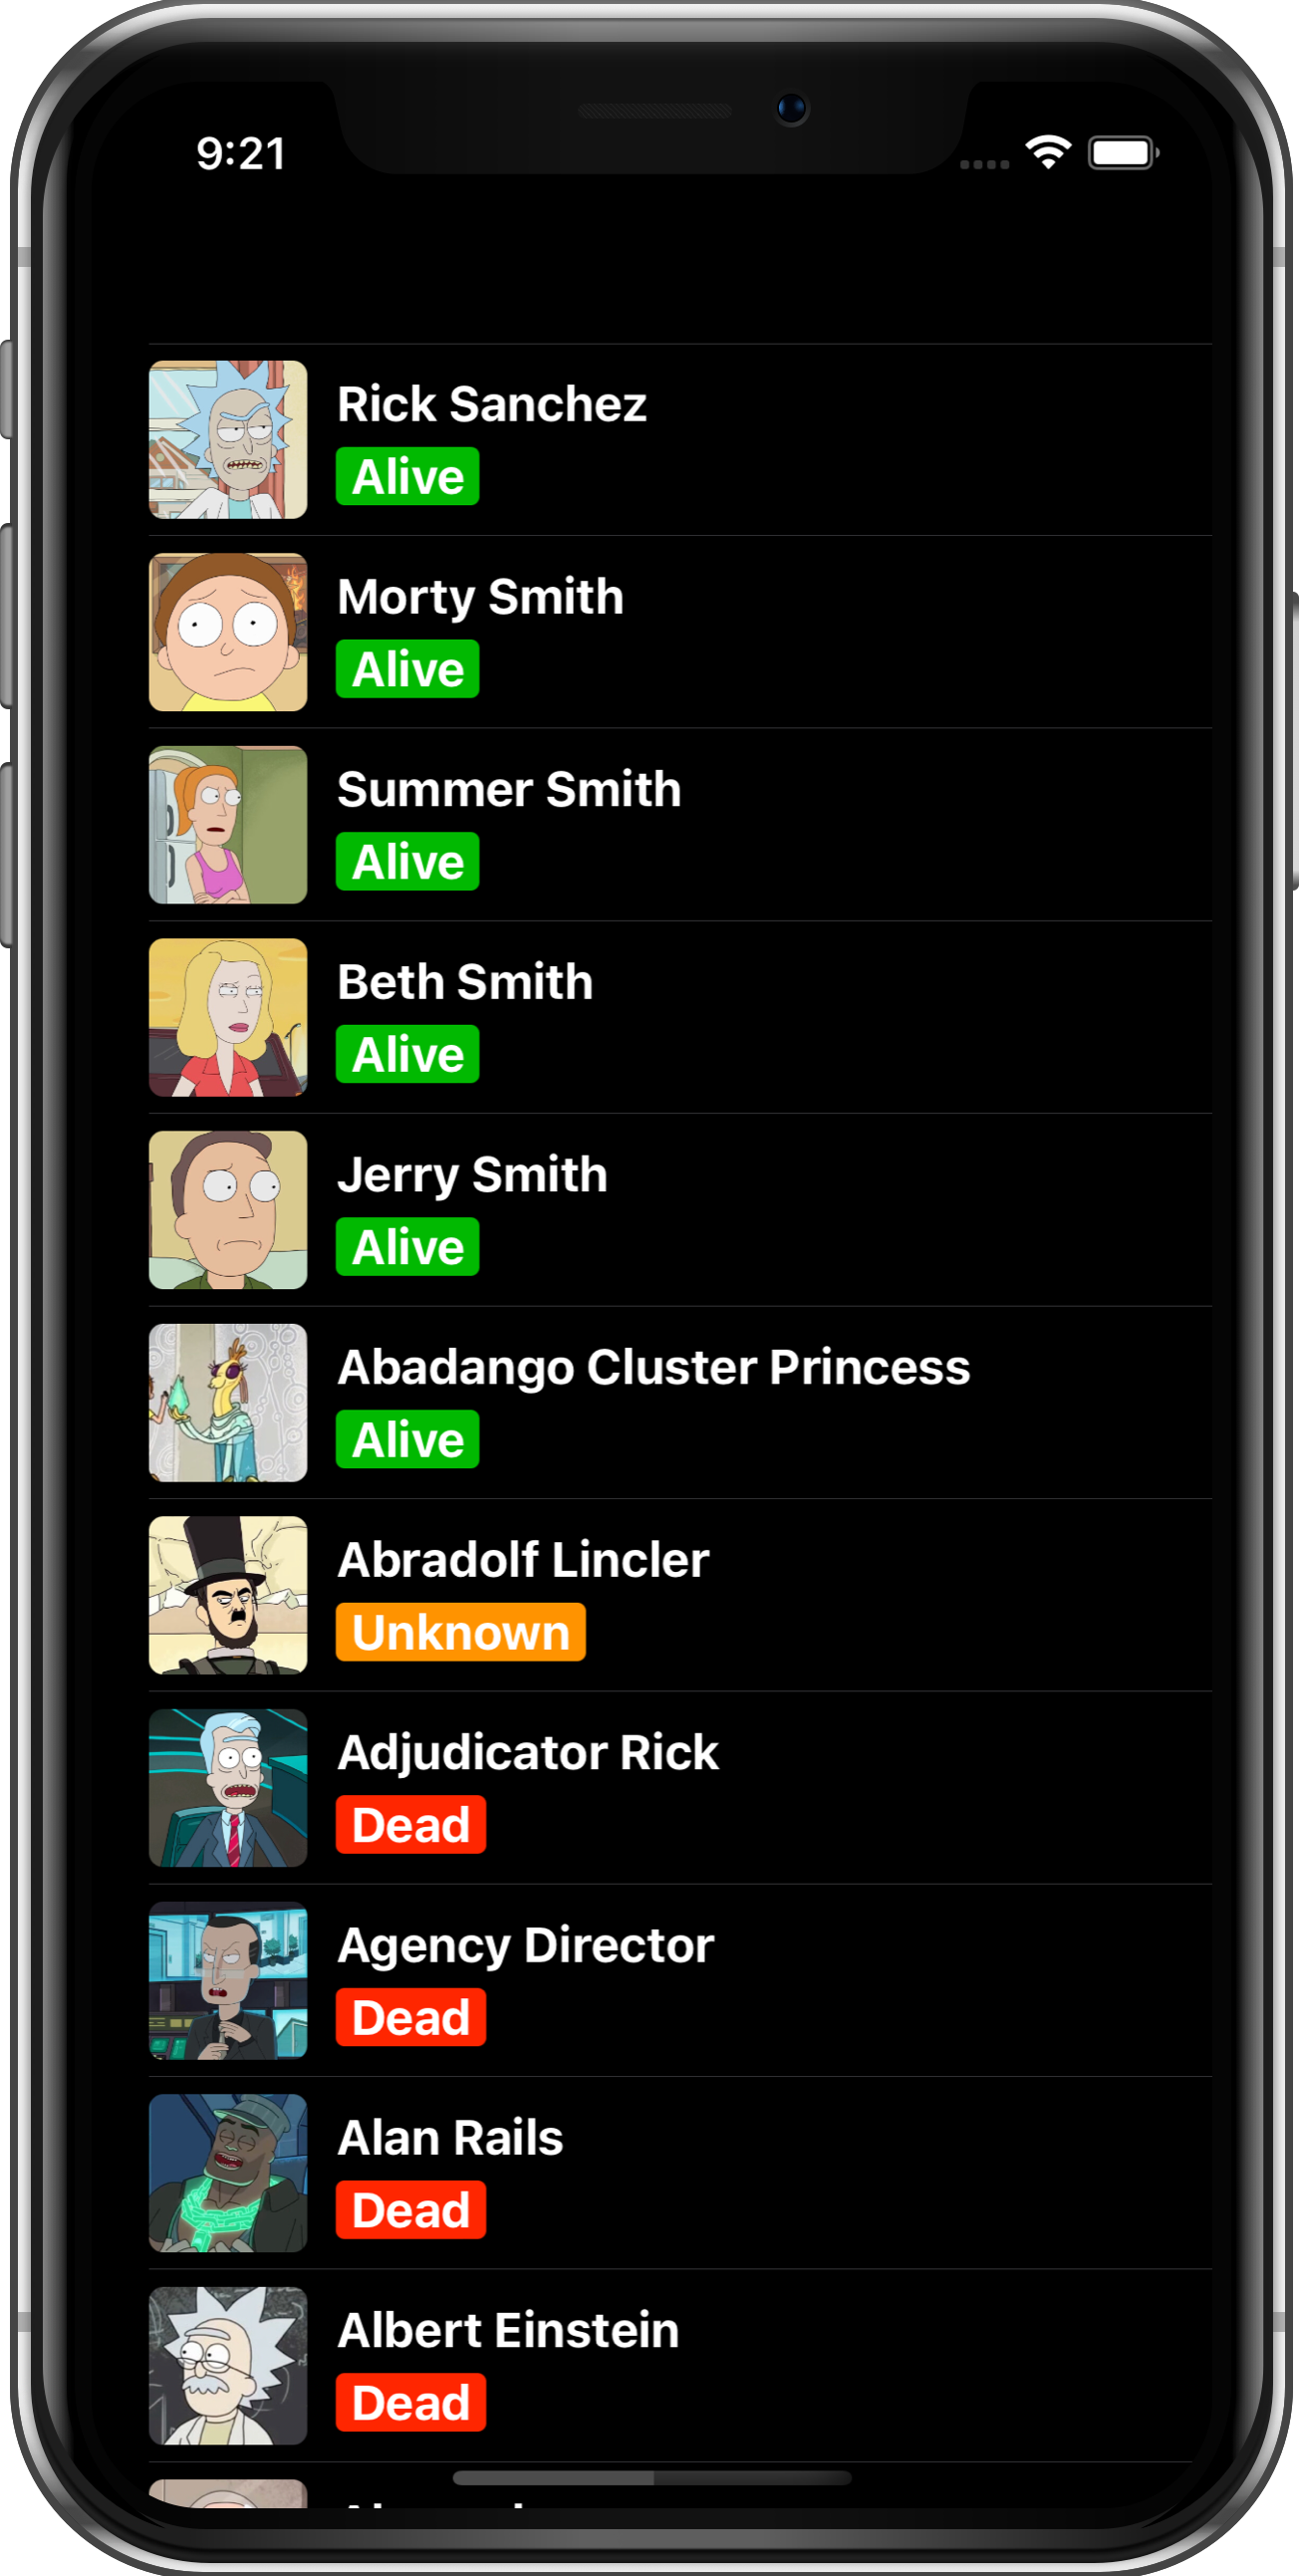 9:21
Rick Sanchez
Alive
Morty Smith
Alive
Summer Smith
Alive
Beth Smith
Alive
Jerry Smith
Alive
Abadango Cluster Princess
Alive
Abradolf Lincler
Unknown
Adjudicator Rick
Dead
Agency Director
Dead
Alan Rails
Dead
Albert Einstein
Dead